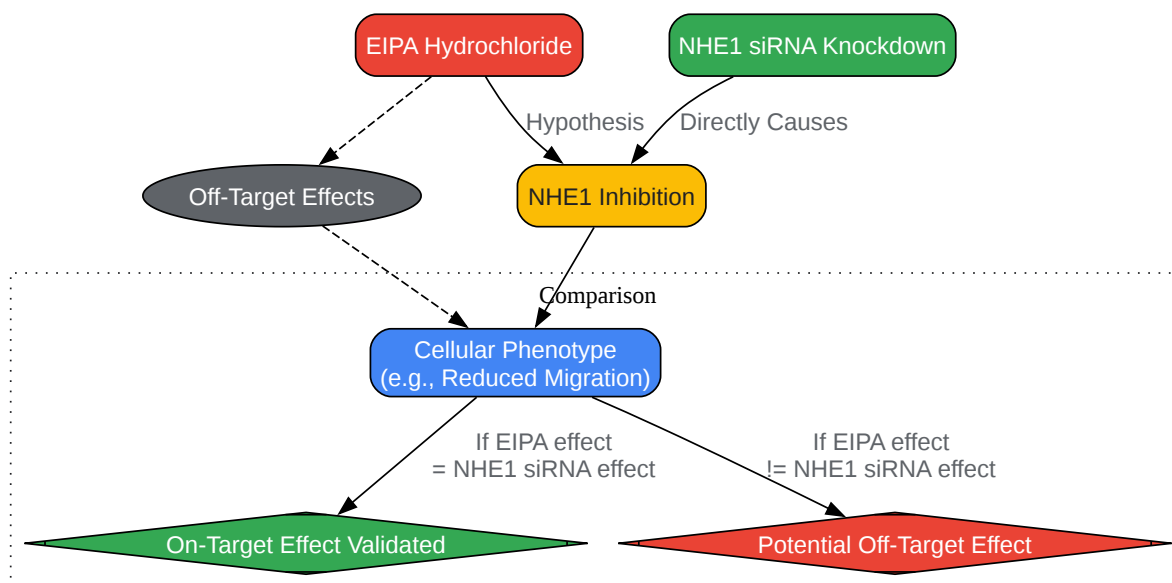 EIPA Hydrochloride
NHE1 siRNA Knockdown
Hypothesis
Directly Causes
Off-Target Effects
NHE1 Inhibition
Comparison
Cellular Phenotype
(e.g., Reduced Migration)
If EIPA effect
= NHE1 siRNA effect
If EIPA effect
!= NHE1 siRNA effect
On-Target Effect Validated
Potential Off-Target Effect